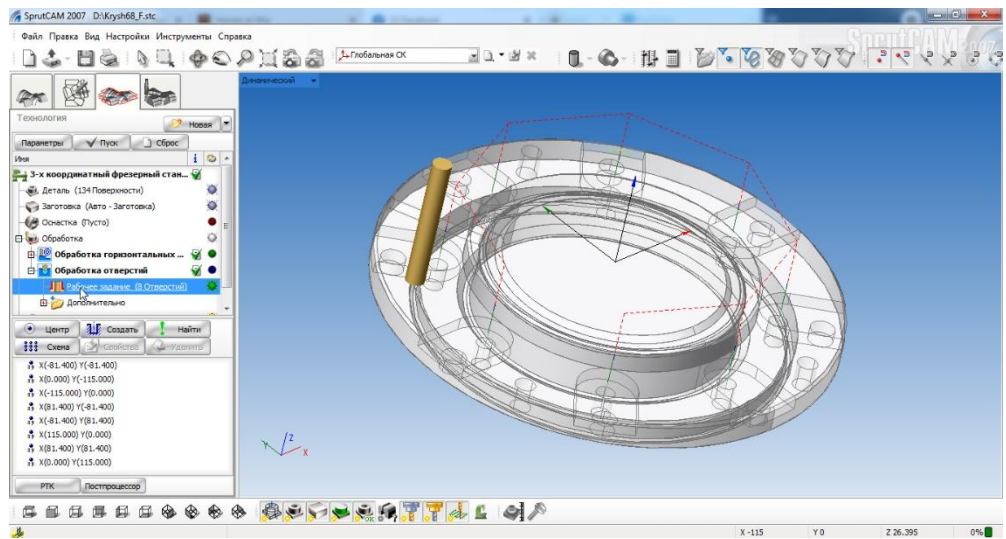 SprutCAM 2007 D:\Krysh68_F.stc
Файл Правка Вид Настройки Инструменты Справка
Глобальная СК
Динамический
Технология
Новая
Параметры Пуск Сброс
Имя
3-х координатный фрезерный стан...
Деталь (134 Поверхности)
Заготовка (Авто - Заготовка)
Оснастка (Пусто)
Обработка
Обработка горизонтальных ...
Обработка отверстий
Рабочее задание (8 Отверстий)
Дополнительно
Центр Создать Найти
Схема Свойства Удалить
X(-81.400) Y(-81.400)
X(0.000) Y(-115.000)
X(-115.000) Y(0.000)
X(81.400) Y(-81.400)
X(-81.400) Y(81.400)
X(115.000) Y(0.000)
X(81.400) Y(81.400)
X(0.000) Y(115.000)
РТК Постпроцессор
Z
Y X
X -115 Y 0 Z 26.395 0%